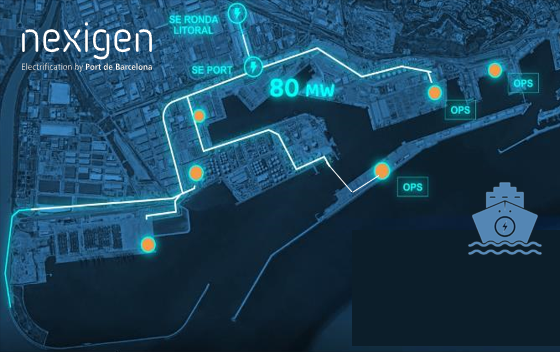 SE RONDA
LITORAL
nexigen
Electrification by Port de Barcelona
SE PORT
80 MW
OPS
OPS
OPS